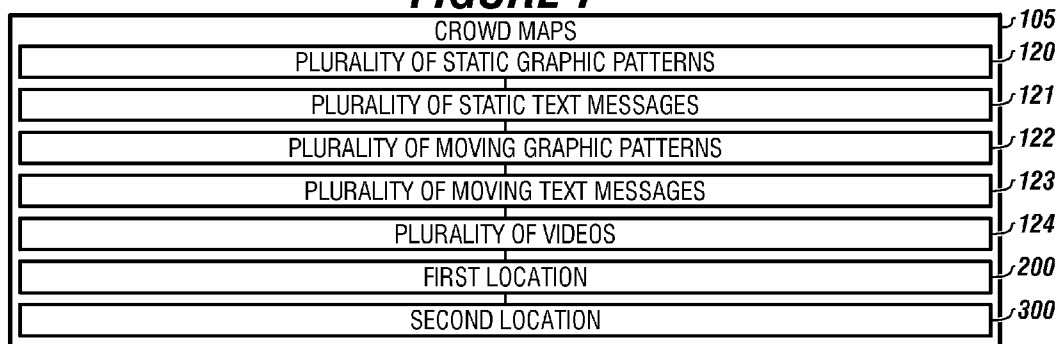 CROWD MAPS 105
PLURALITY OF STATIC GRAPHIC PATTERNS 120
PLURALITY OF STATIC TEXT MESSAGES 121
PLURALITY OF MOVING GRAPHIC PATTERNS 122
PLURALITY OF MOVING TEXT MESSAGES 123
PLURALITY OF VIDEOS 124
FIRST LOCATION 200
SECOND LOCATION 300